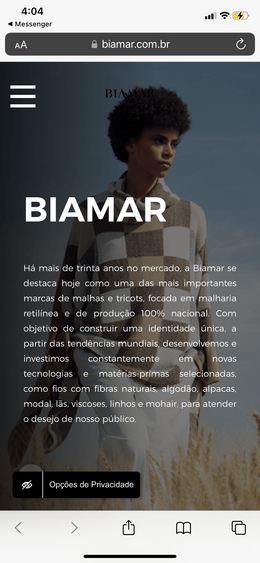 4:04
Messenger
AA biamar.com.br
BIAMAR
BIAMAR
Há mais de trinta anos no mercado, a Biamar se
destaca hoje como uma das mais importantes
marcas de malhas e tricots, focada em malharia
retilínea e de produção 100% nacional. Com
objetivo de construir uma identidade única, a
partir das tendências mundiais, desenvolvemos e
investimos constantemente em novas
tecnologias e matérias-primas selecionadas,
como fios com fibras naturais, algodão, alpacas,
modal, lãs, viscoses, linhos e mohair, para atender
o desejo de nosso público.
Opções de Privacidade